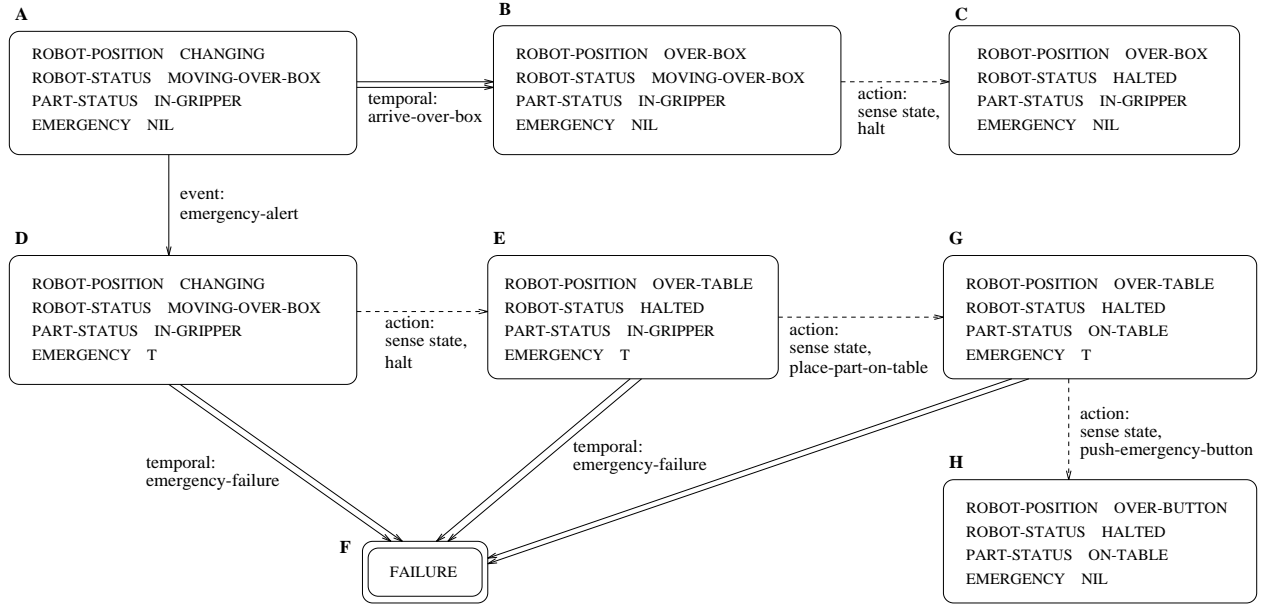 A
ROBOT-POSITION CHANGING
ROBOT-STATUS MOVING-OVER-BOX
PART-STATUS IN-GRIPPER
EMERGENCY NIL
temporal:
arrive-over-box
B
ROBOT-POSITION OVER-BOX
ROBOT-STATUS MOVING-OVER-BOX
PART-STATUS IN-GRIPPER
EMERGENCY NIL
action:
sense state,
halt
C
ROBOT-POSITION OVER-BOX
ROBOT-STATUS HALTED
PART-STATUS IN-GRIPPER
EMERGENCY NIL
event:
emergency-alert
D
ROBOT-POSITION CHANGING
ROBOT-STATUS MOVING-OVER-BOX
PART-STATUS IN-GRIPPER
EMERGENCY T
action:
sense state,
halt
E
ROBOT-POSITION OVER-TABLE
ROBOT-STATUS HALTED
PART-STATUS IN-GRIPPER
EMERGENCY T
action:
sense state,
place-part-on-table
G
ROBOT-POSITION OVER-TABLE
ROBOT-STATUS HALTED
PART-STATUS ON-TABLE
EMERGENCY T
temporal:
emergency-failure
temporal:
emergency-failure
action:
sense state,
push-emergency-button
F
FAILURE
H
ROBOT-POSITION OVER-BUTTON
ROBOT-STATUS HALTED
PART-STATUS ON-TABLE
EMERGENCY NIL